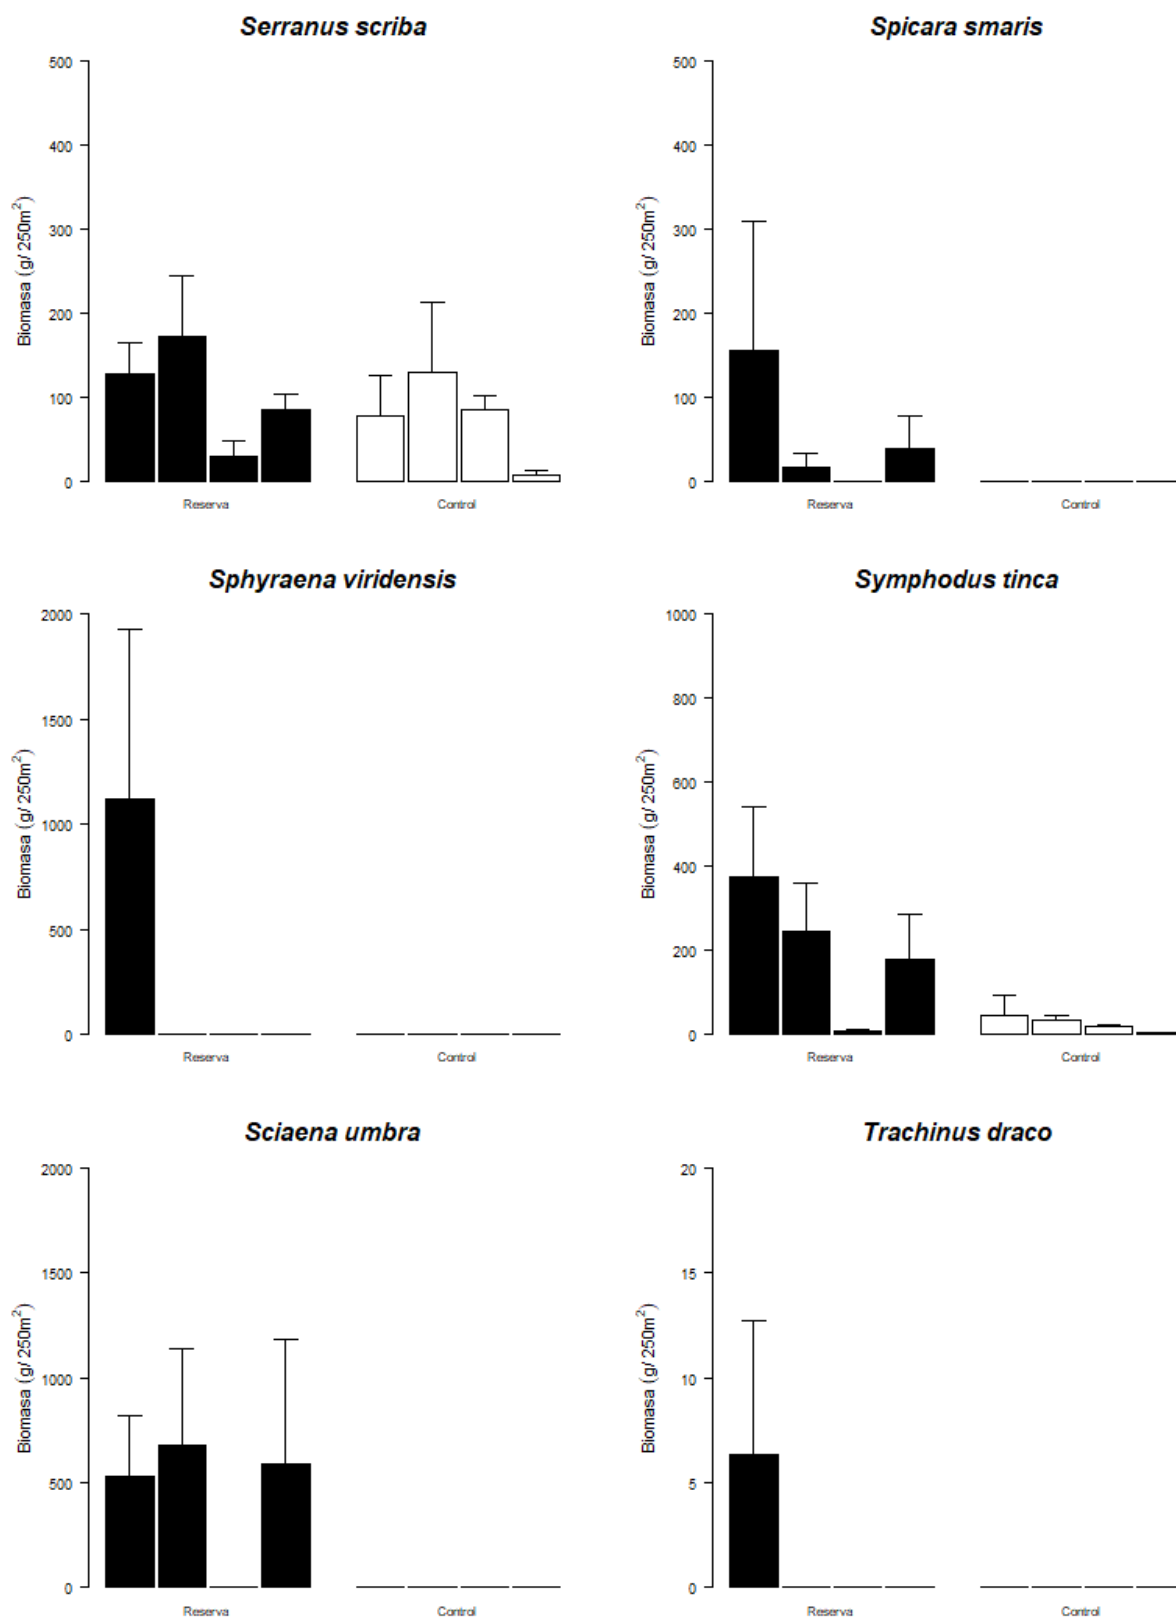 Serranus scriba
500
400
300
200
100
0
Biomasa (g/ 250m²)
Reserva
Control
Spicara smaris
500
400
300
200
100
0
Biomasa (g/ 250m²)
Reserva
Control
Sphyraena viridensis
2000
1500
1000
500
0
Biomasa (g/ 250m²)
Reserva
Control
Symphodus tinca
1000
800
600
400
200
0
Biomasa (g/ 250m²)
Reserva
Control
Sciaena umbra
2000
1500
1000
500
0
Biomasa (g/ 250m²)
Reserva
Control
Trachinus draco
20
15
10
5
0
Biomasa (g/ 250m²)
Reserva
Control